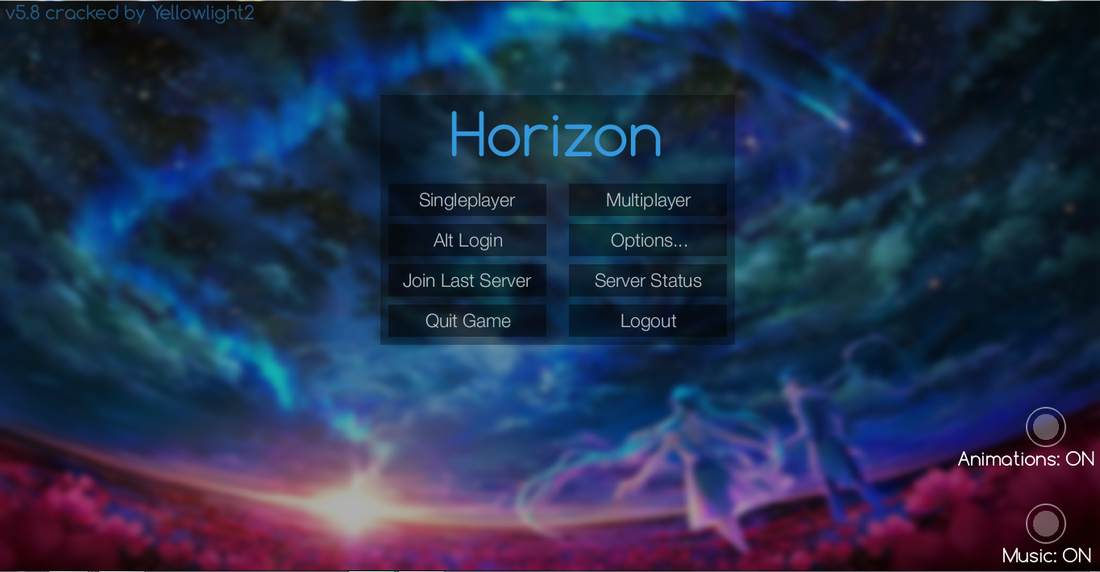 v5.8 cracked by Yellowlight2
Horizon
Singleplayer
Multiplayer
Alt Login
Options...
Join Last Server
Server Status
Quit Game
Logout
Animations: ON
Music: ON